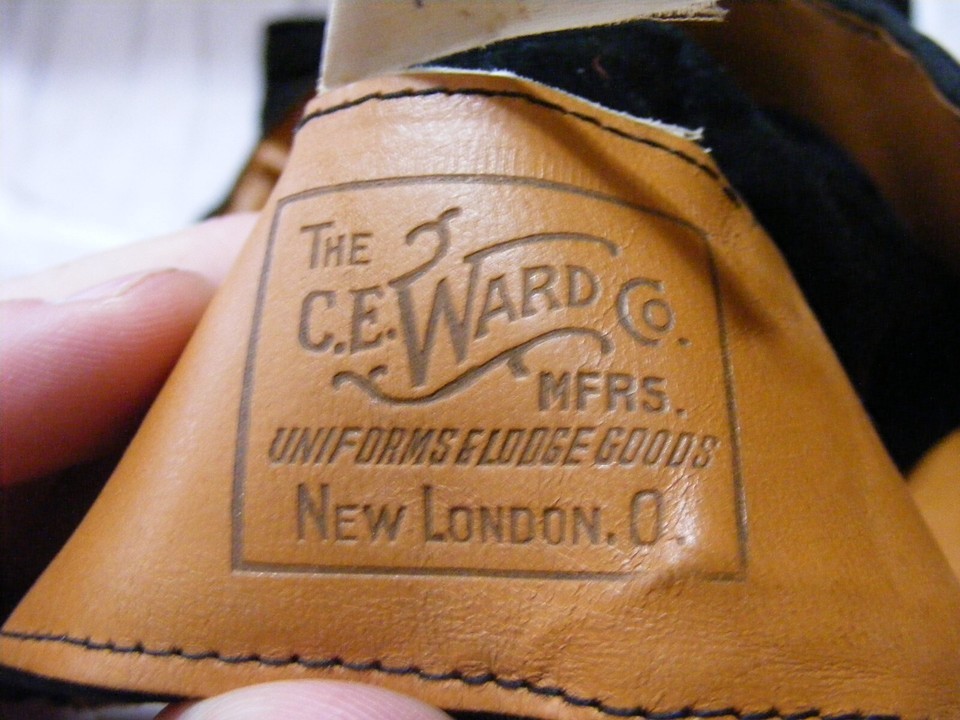 THE
C.E. WARD CO.
MFRS.
UNIFORMS & LODGE GOODS
NEW LONDON. O.